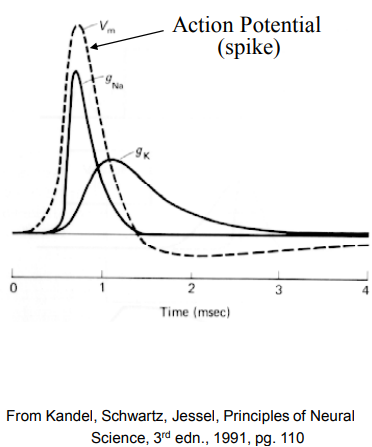 Action Potential
(spike)
Vm
gNa
gK
0 1 2 3 4
Time (msec)
From Kandel, Schwartz, Jessel, Principles of Neural
Science, 3rd edn., 1991, pg. 110